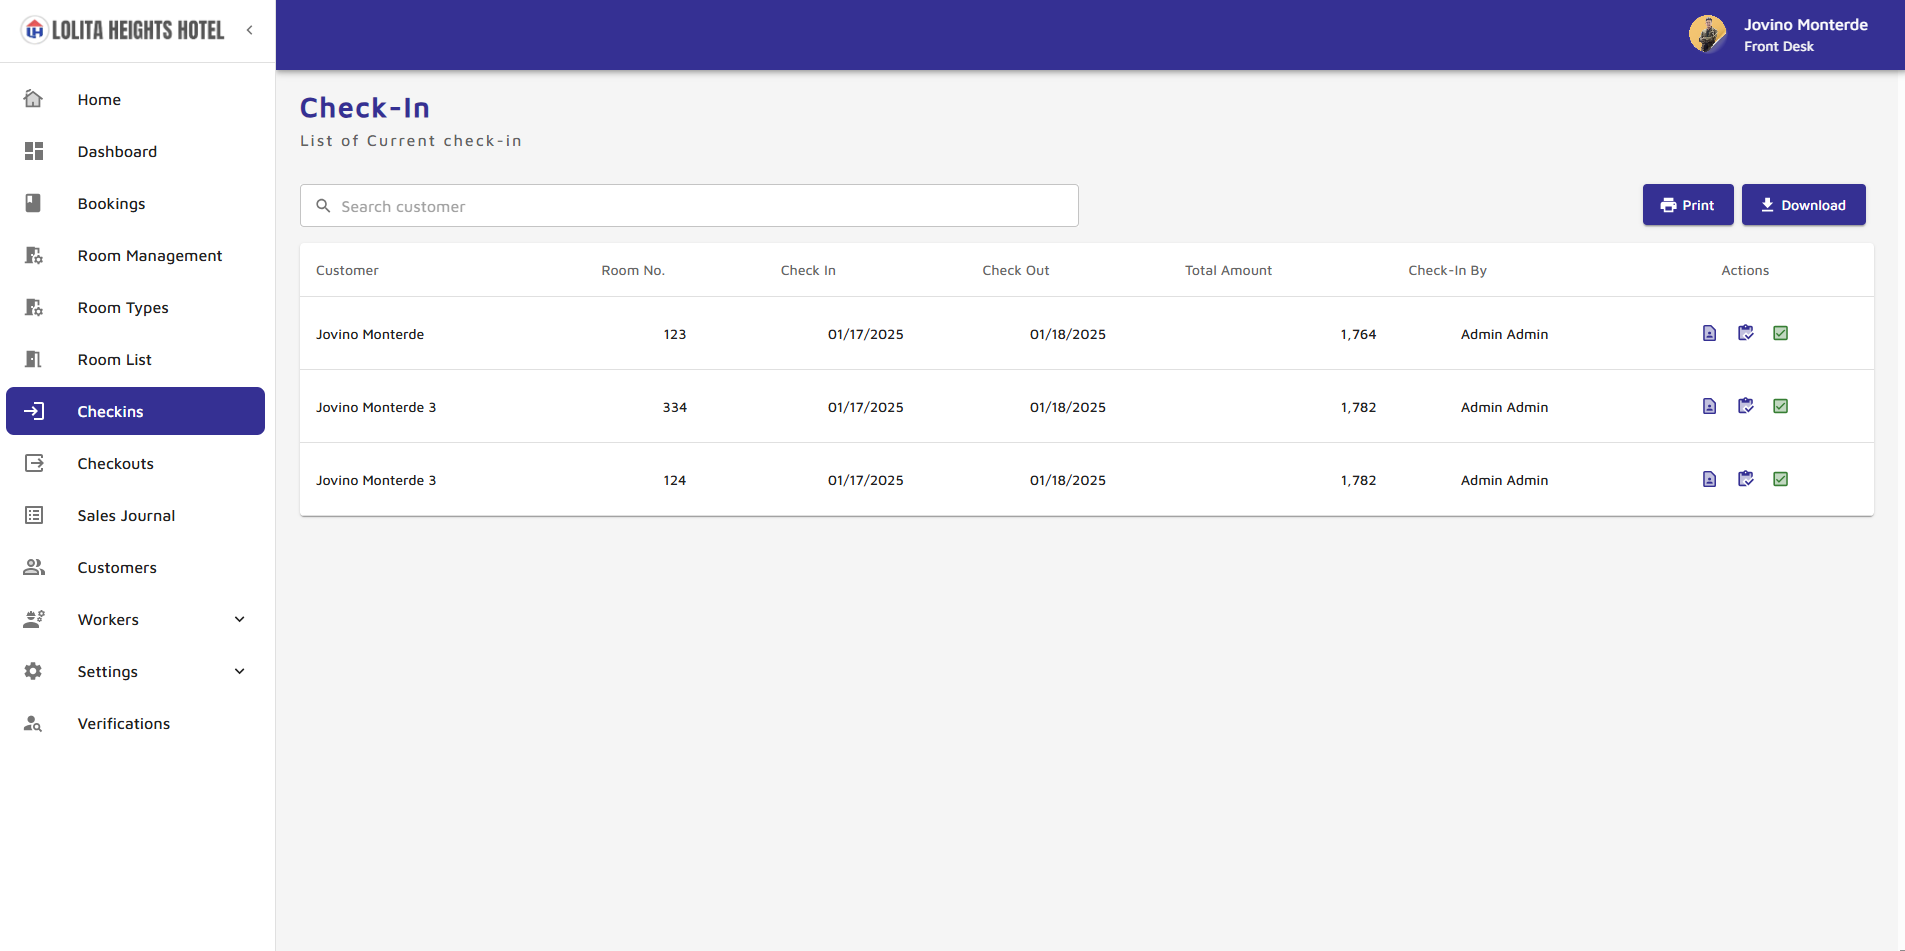 LOLITA HEIGHTS HOTEL
Jovino Monterde
Front Desk
Home
Dashboard
Bookings
Room Management
Room Types
Room List
Checkins
Checkouts
Sales Journal
Customers
Workers
Settings
Verifications
Check-In
List of Current check-in
Search customer
Print
Download
Customer Room No. Check In Check Out Total Amount Check-In By Actions
Jovino Monterde 123 01/17/2025 01/18/2025 1,764 Admin Admin
Jovino Monterde 3 334 01/17/2025 01/18/2025 1,782 Admin Admin
Jovino Monterde 3 124 01/17/2025 01/18/2025 1,782 Admin Admin